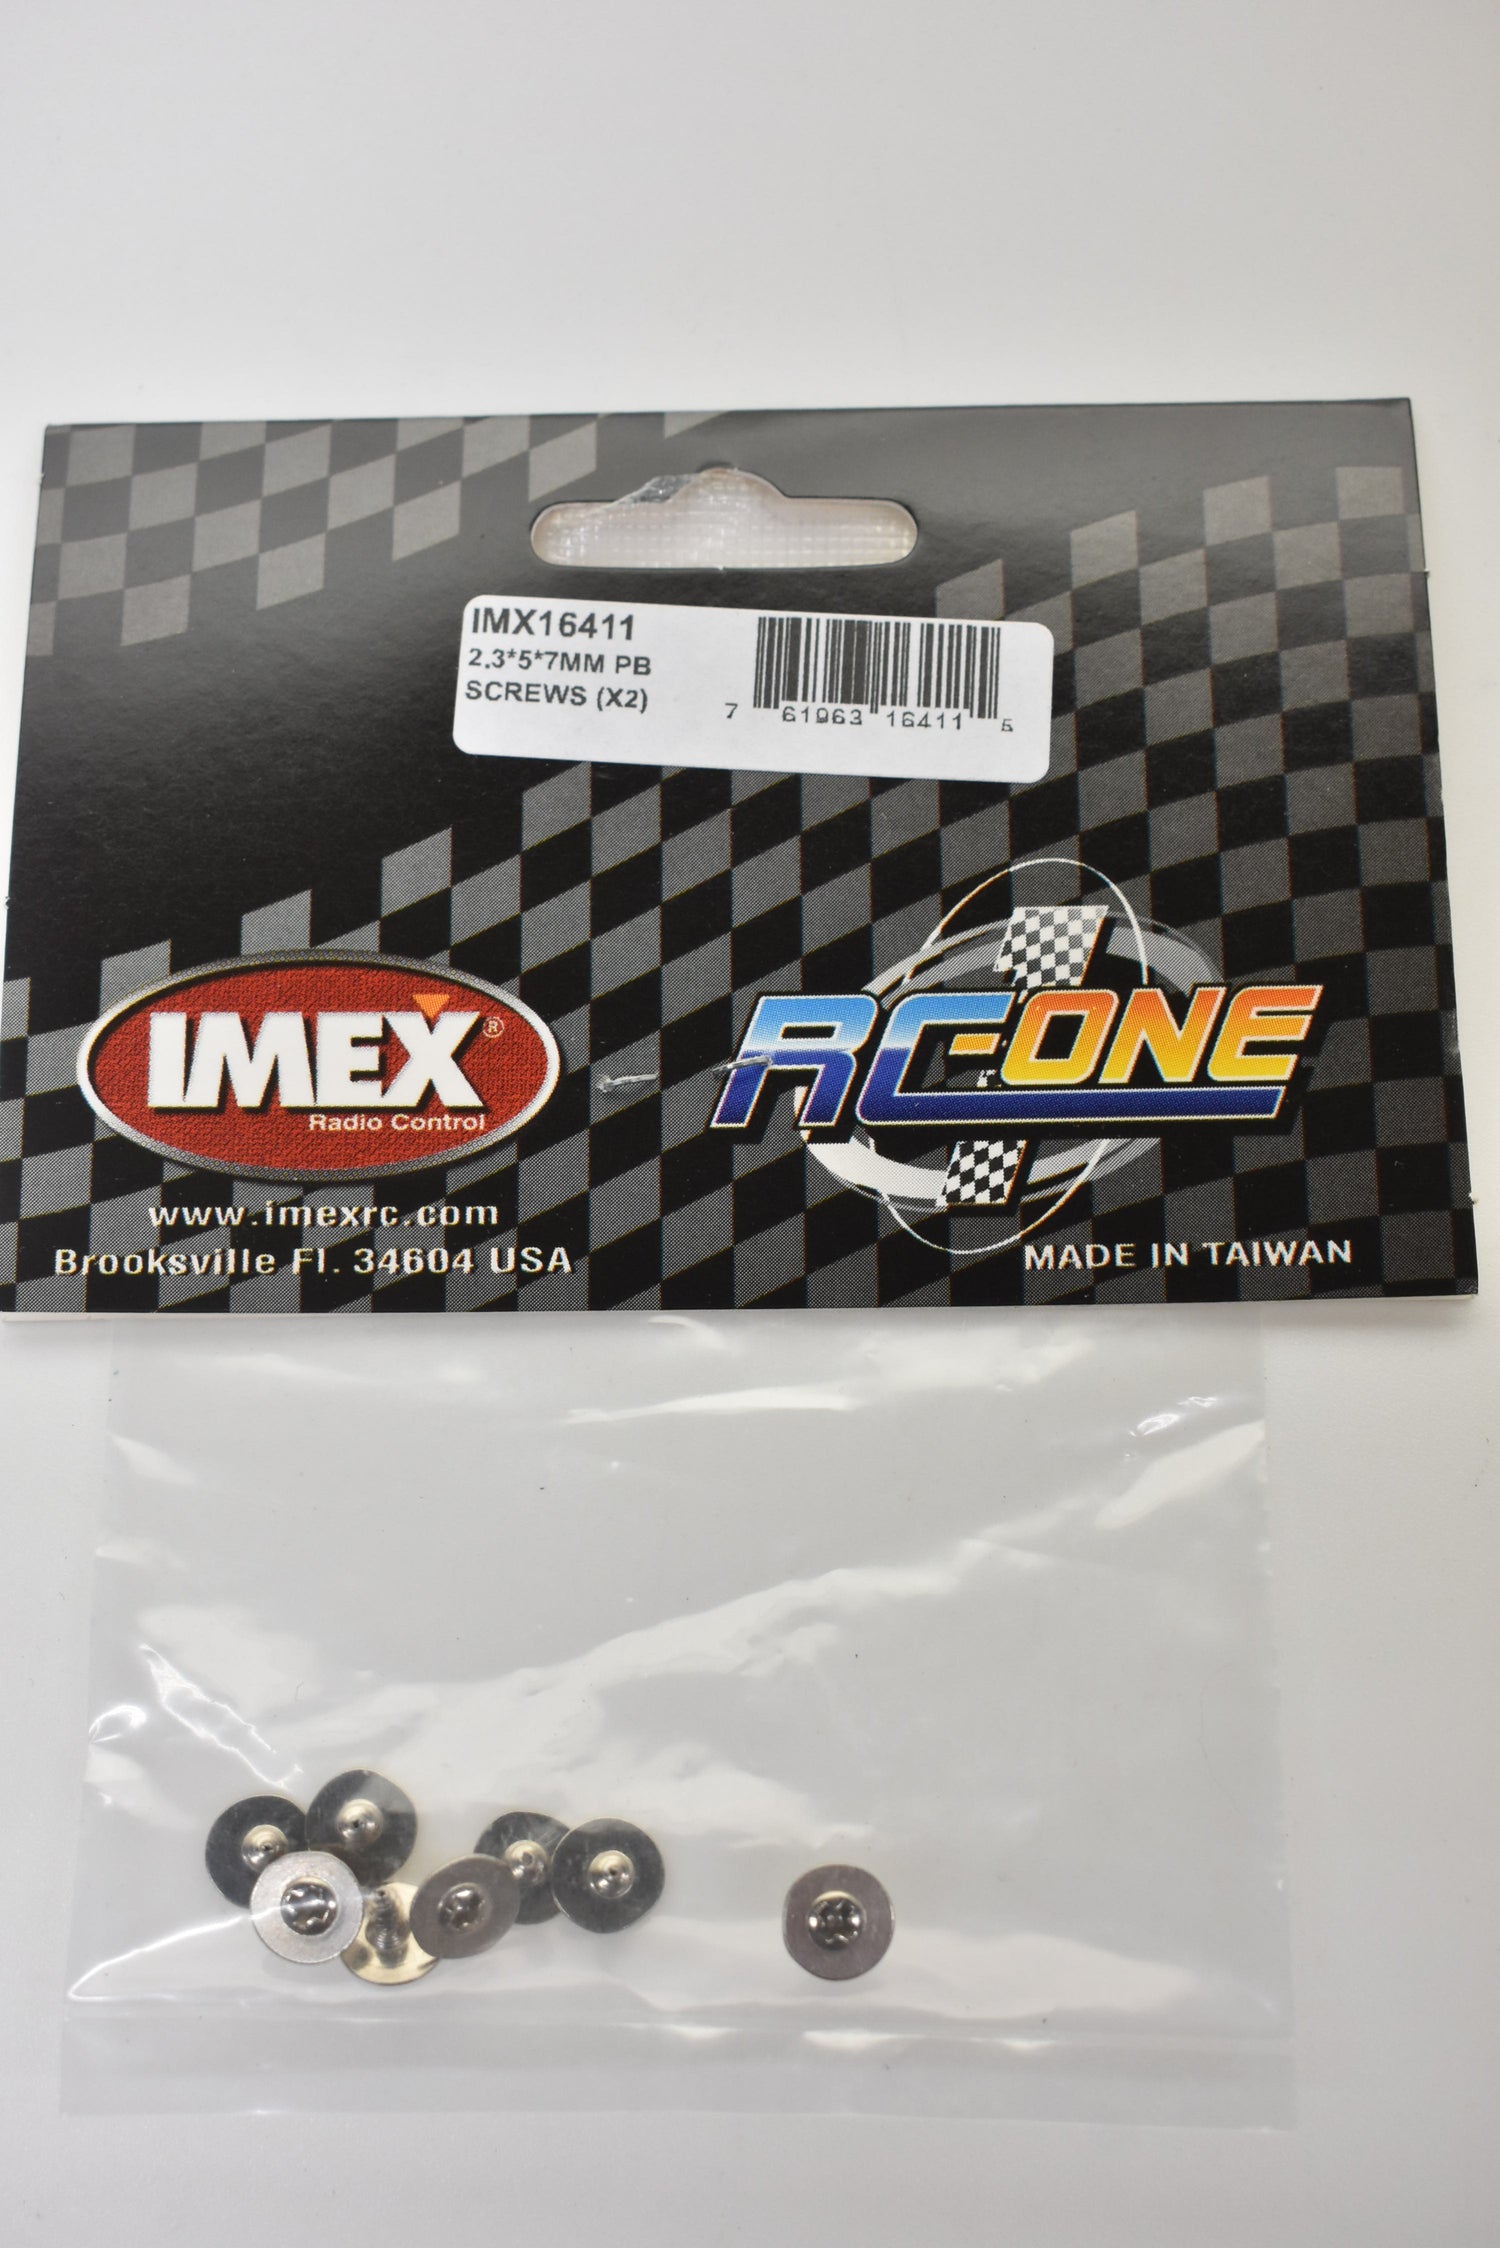 IMX16411
2.3*5*7MM PB
SCREWS (X2)
7 61963 16411 5
IMEX®
Radio Control
www.imexrc.com
Brooksville Fl. 34604 USA
RC-ONE
MADE IN TAIWAN